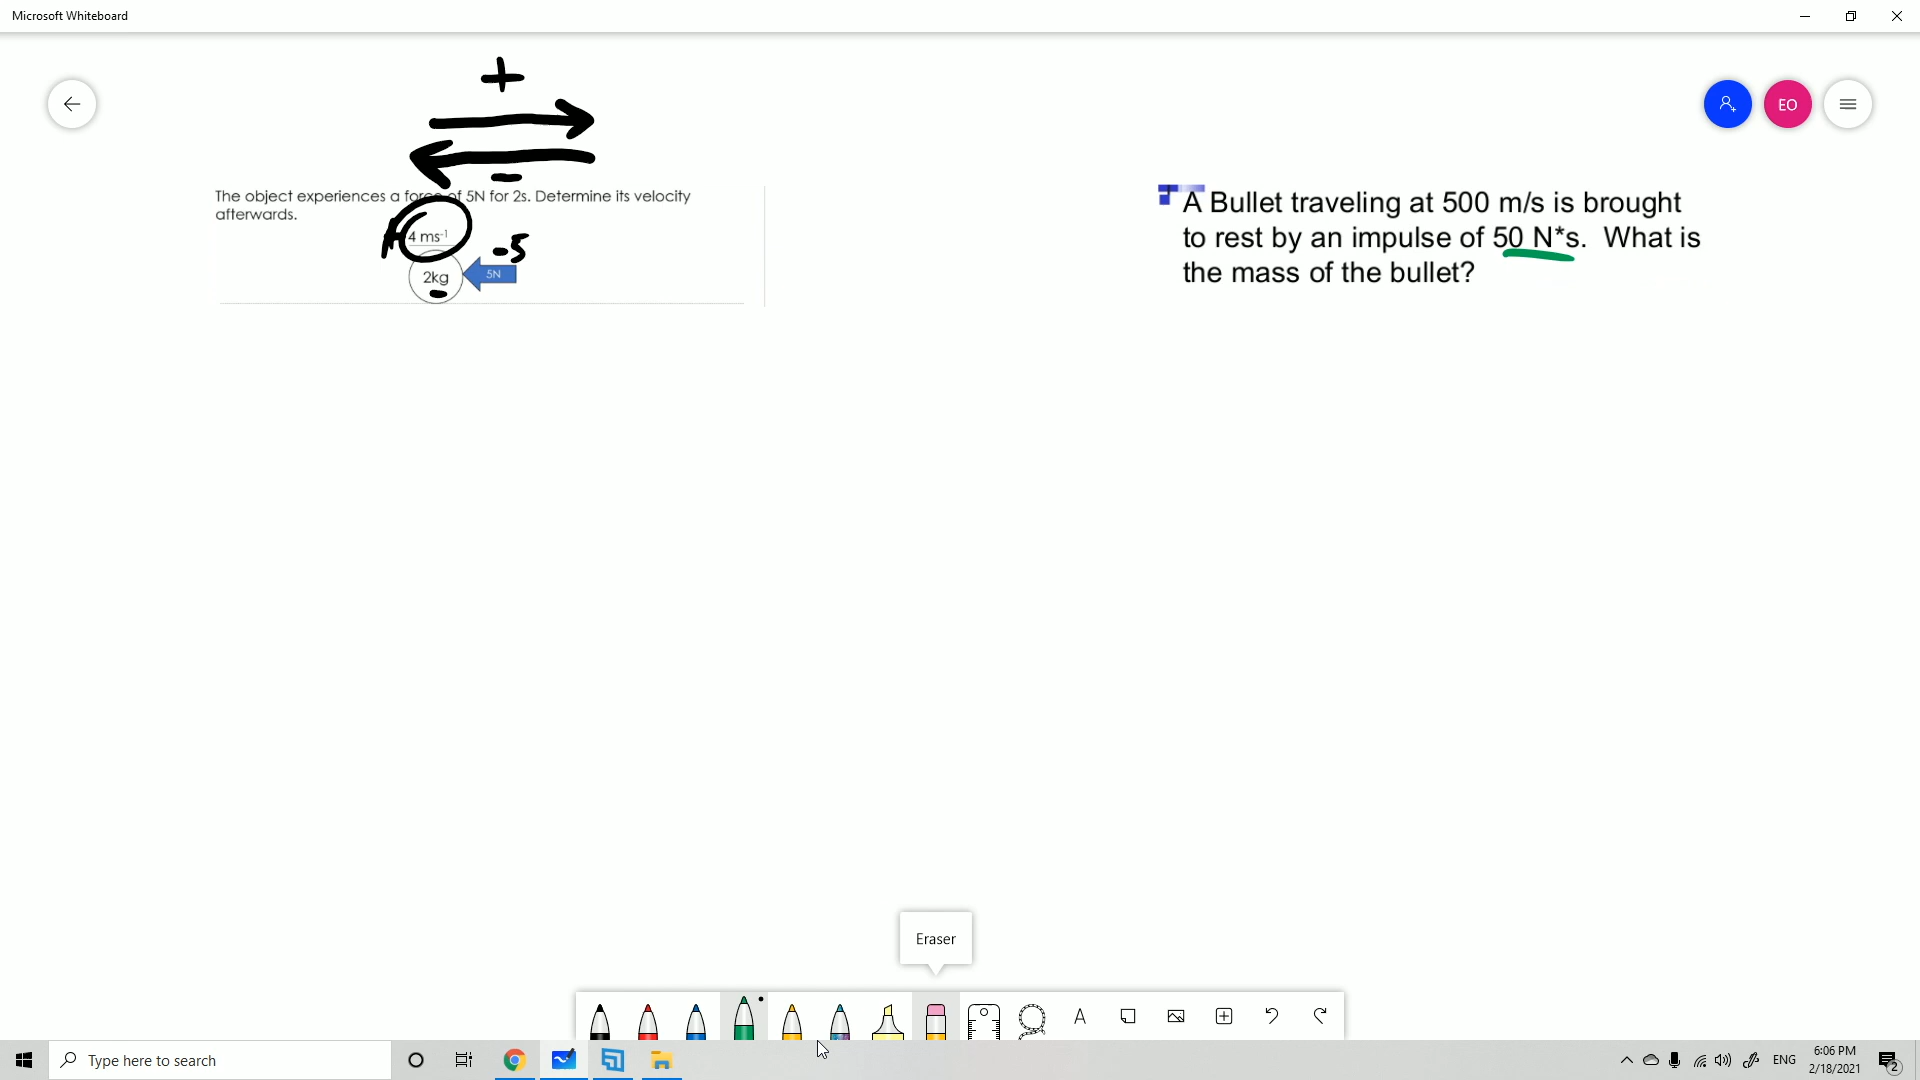 Microsoft Whiteboard
+
EO
−
The object experiences a force of 5N for 2s. Determine its velocity
afterwards.
4 ms⁻¹
-5
2kg
5N
A Bullet traveling at 500 m/s is brought
to rest by an impulse of 50 N*s. What is
the mass of the bullet?
Eraser
A
Type here to search
ENG
6:06 PM
2/18/2021
2